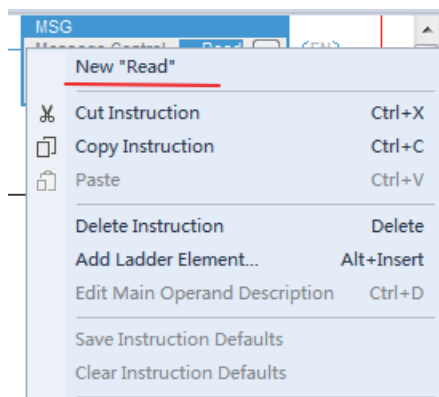 MSG
New "Read"
Cut Instruction Ctrl+X
Copy Instruction Ctrl+C
Paste Ctrl+V
Delete Instruction Delete
Add Ladder Element... Alt+Insert
Edit Main Operand Description Ctrl+D
Save Instruction Defaults
Clear Instruction Defaults